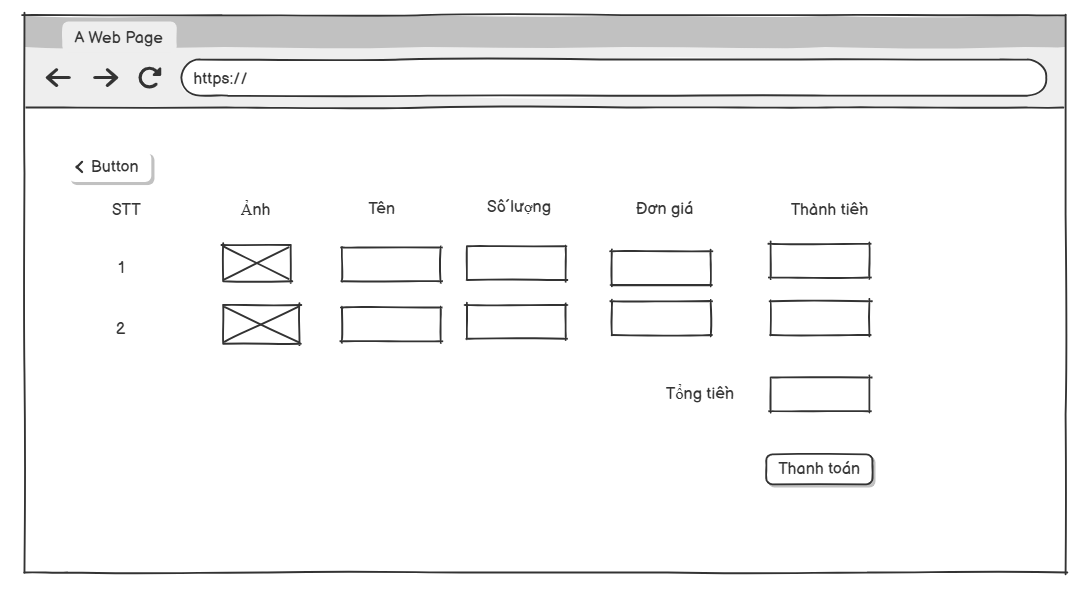 A Web Page
https://
Button
STT Ảnh Tên Số lượng Đơn giá Thành tiền
1
2
Tổng tiền
Thanh toán